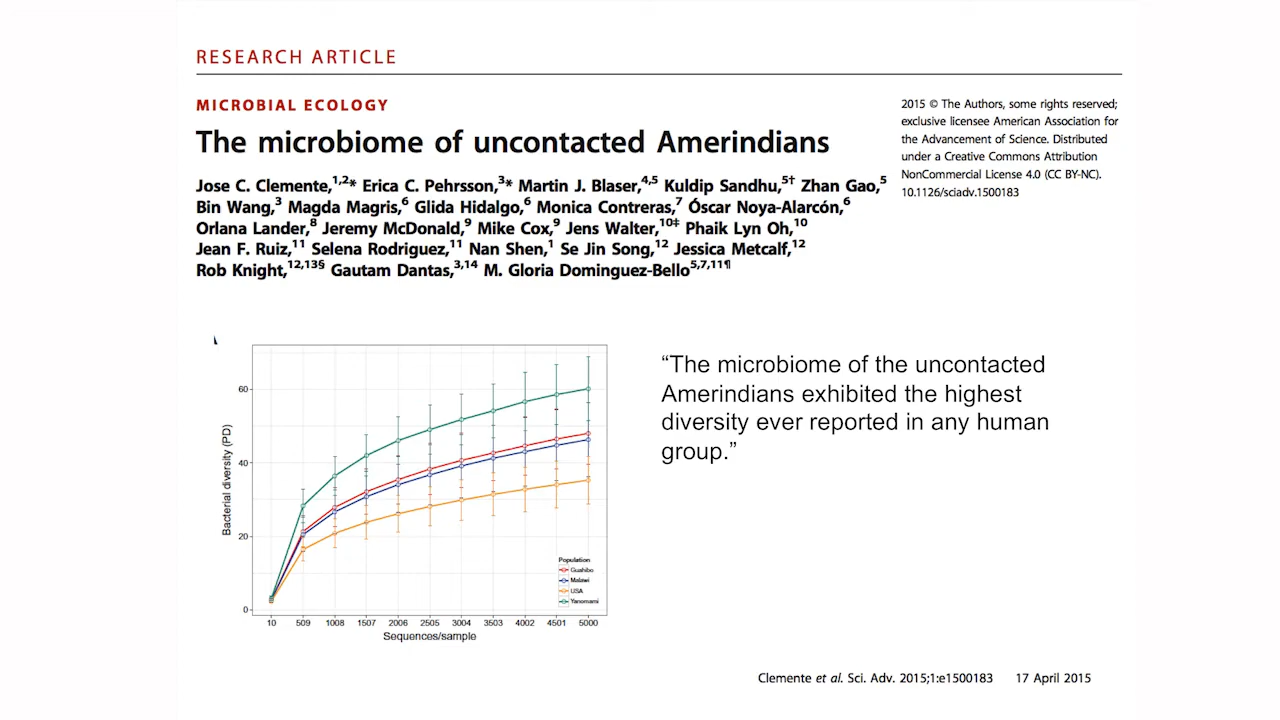 RESEARCH ARTICLE
MICROBIAL ECOLOGY
The microbiome of uncontacted Amerindians
2015 © The Authors, some rights reserved;
exclusive licensee American Association for
the Advancement of Science. Distributed
under a Creative Commons Attribution
NonCommercial License 4.0 (CC BY-NC).
10.1126/sciadv.1500183
Jose C. Clemente,1,2* Erica C. Pehrsson,3* Martin J. Blaser,4,5 Kuldip Sandhu,5† Zhan Gao,5
Bin Wang,3 Magda Magris,6 Glida Hidalgo,6 Monica Contreras,7 Óscar Noya-Alarcón,6
Orlana Lander,8 Jeremy McDonald,9 Mike Cox,9 Jens Walter,10‡ Phaik Lyn Oh,10
Jean F. Ruiz,11 Selena Rodriguez,11 Nan Shen,1 Se Jin Song,12 Jessica Metcalf,12
Rob Knight,12,13§ Gautam Dantas,3,14 M. Gloria Dominguez-Bello5,7,11¶
Bacterial diversity (PD)
60
40
20
0
Population
Guahibo
Malawi
USA
Yanomami
10 509 1008 1507 2006 2505 3004 3503 4002 4501 5000
Sequences/sample
“The microbiome of the uncontacted
Amerindians exhibited the highest
diversity ever reported in any human
group.”
Clemente et al. Sci. Adv. 2015;1:e1500183 17 April 2015